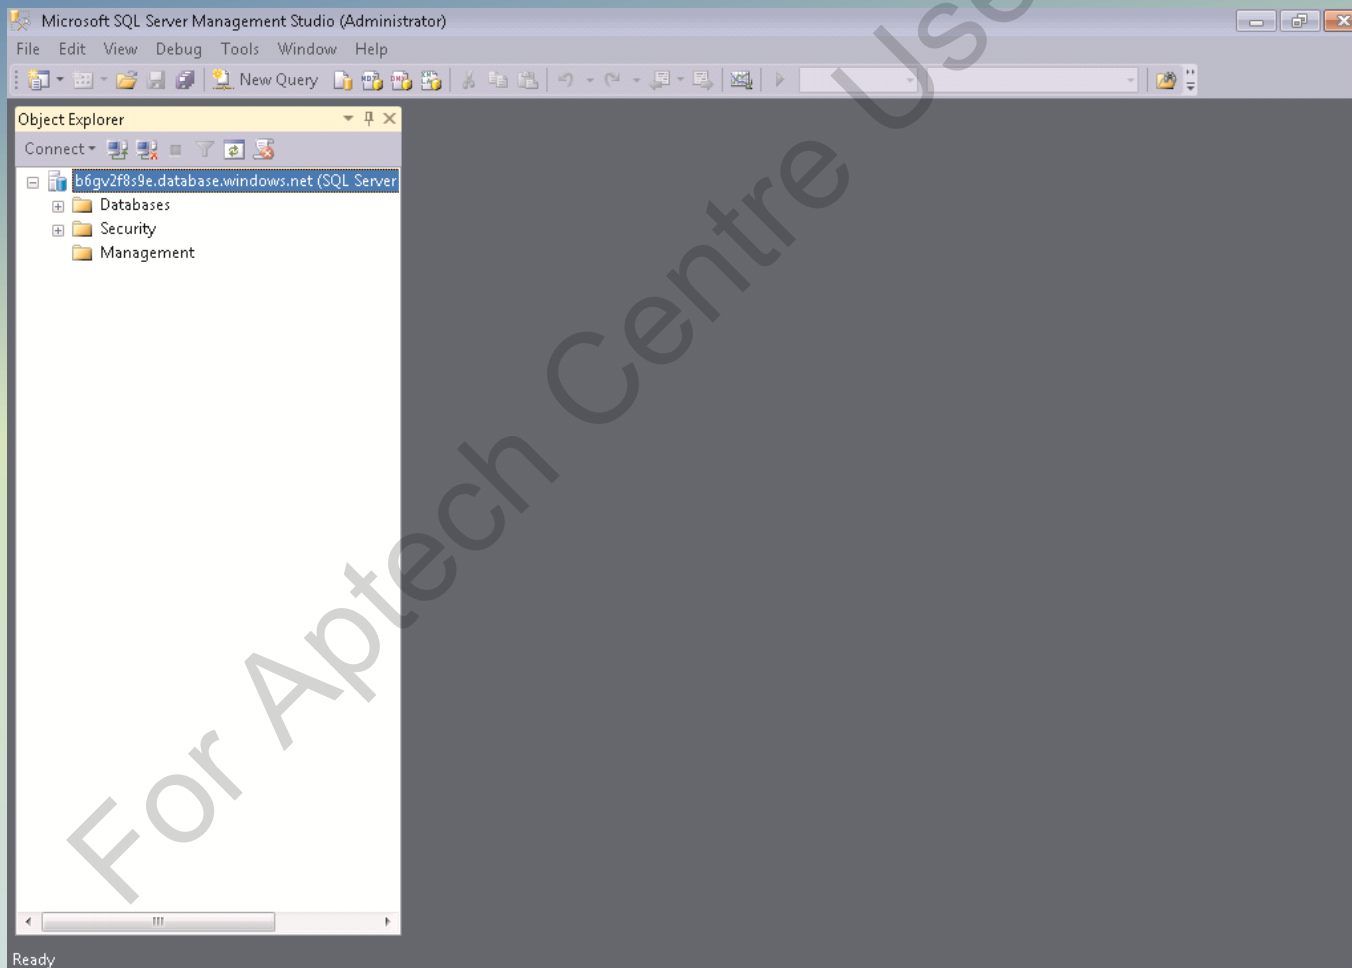 Microsoft SQL Server Management Studio (Administrator)
File Edit View Debug Tools Window Help
New Query
Object Explorer
Connect
b6gv2f8s9e.database.windows.net (SQL Server
Databases
Security
Management
Ready
For Aptech Centre Use